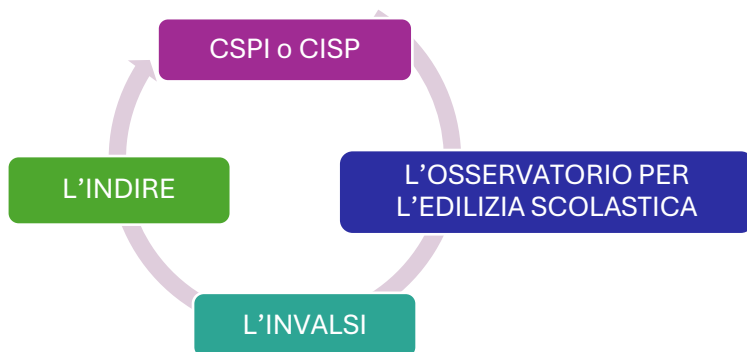 CSPI o CISP
L’OSSERVATORIO PER
L’EDILIZIA SCOLASTICA
L’INVALSI
L’INDIRE